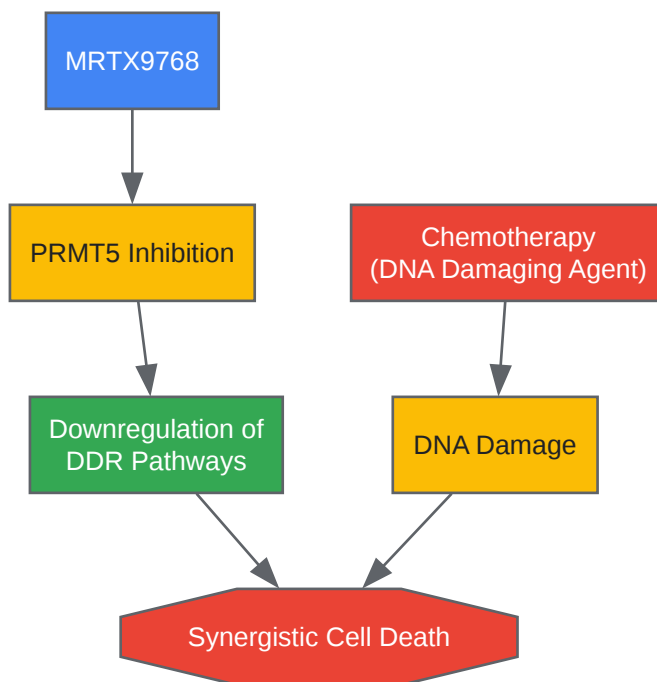 MRTX9768
PRMT5 Inhibition
Chemotherapy
(DNA Damaging Agent)
Downregulation of
DDR Pathways
DNA Damage
Synergistic Cell Death